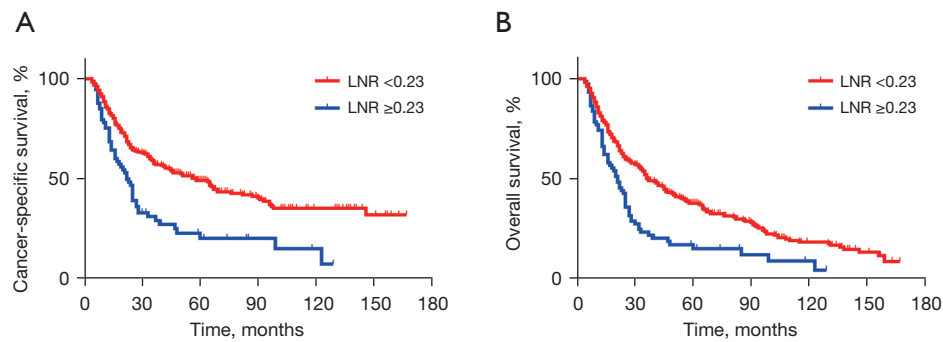 A
Cancer-specific survival, %
100
50
0
LNR <0.23
LNR ≥0.23
0 30 60 90 120 150 180
Time, months
B
Overall survival, %
100
50
0
LNR <0.23
LNR ≥0.23
0 30 60 90 120 150 180
Time, months